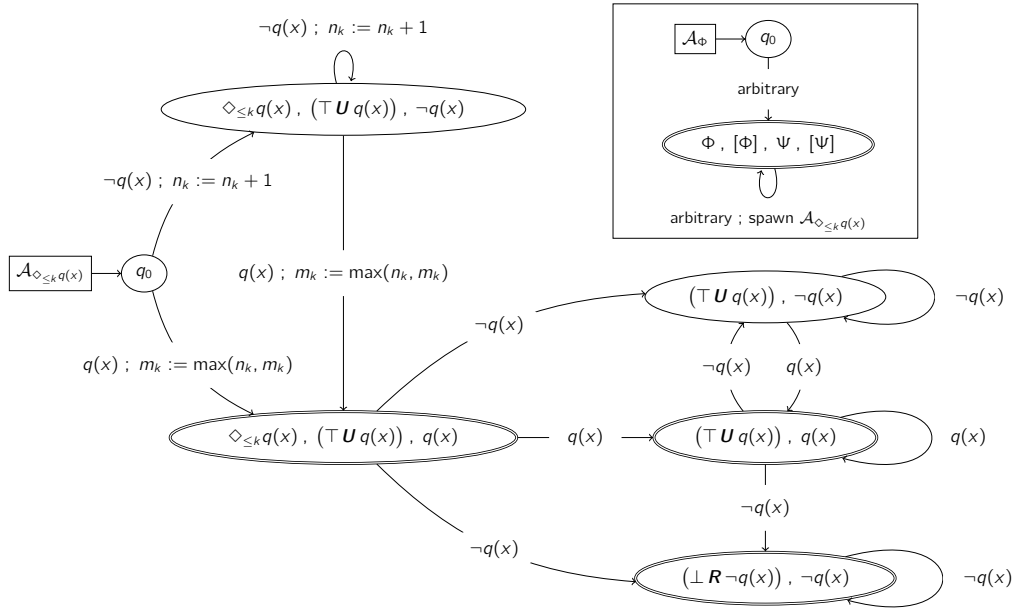 ¬q(x) ; n_k := n_k + 1
◇_{≤k} q(x) , (⊤ U q(x)) , ¬q(x)
¬q(x) ; n_k := n_k + 1
𝒜_{◇_{≤k} q(x)}
q_0
q(x) ; m_k := max(n_k, m_k)
q(x) ; m_k := max(n_k, m_k)
◇_{≤k} q(x) , (⊤ U q(x)) , q(x)
𝒜_Φ
q_0
arbitrary
Φ , [Φ] , Ψ , [Ψ]
arbitrary ; spawn 𝒜_{◇_{≤k} q(x)}
(⊤ U q(x)) , ¬q(x)
¬q(x)
¬q(x)
¬q(x)
q(x)
q(x)
(⊤ U q(x)) , q(x)
q(x)
¬q(x)
¬q(x)
(⊥ R ¬q(x)) , ¬q(x)
¬q(x)